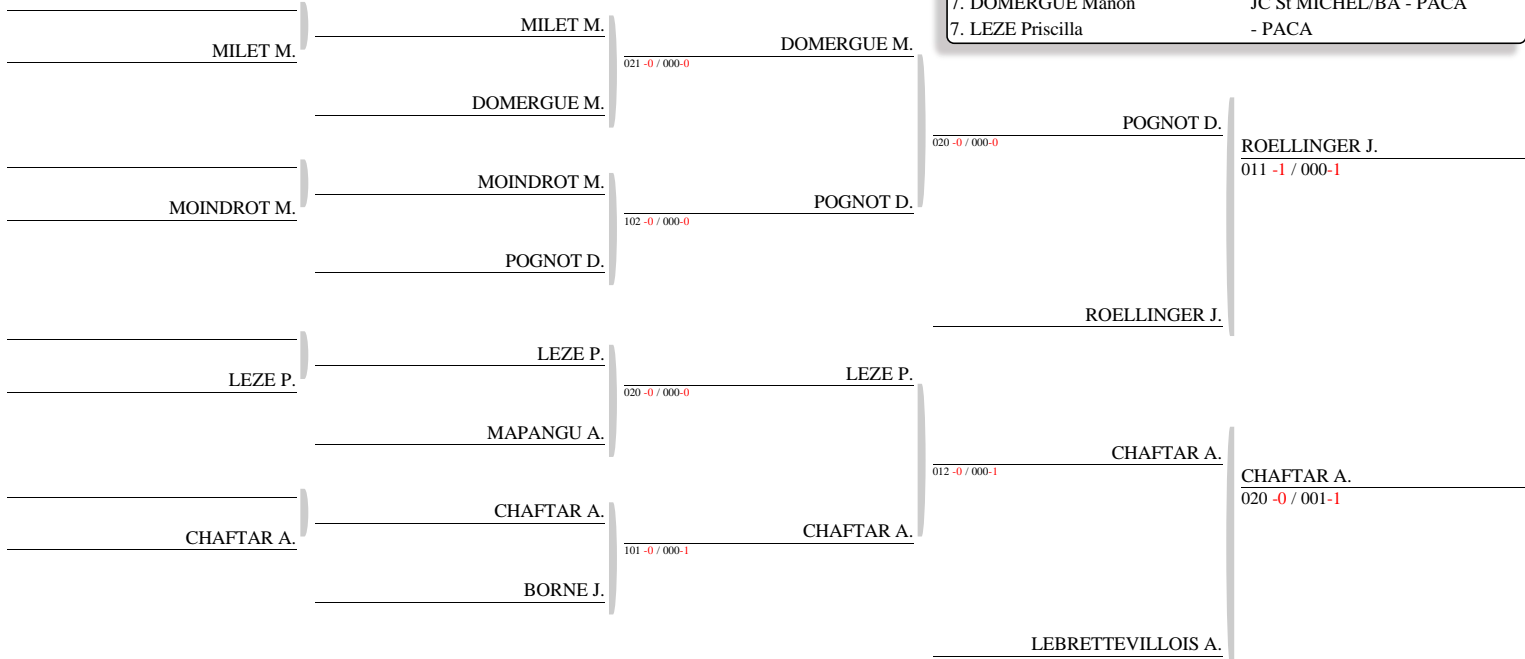 7. DOMERGUE Manon JC St MICHEL/BA - PACA
7. LEZE Priscilla - PACA
MILET M.
MILET M.
DOMERGUE M.
021 -0 / 000-0
DOMERGUE M.
POGNOT D.
020 -0 / 000-0
ROELLINGER J.
011 -1 / 000-1
MOINDROT M.
MOINDROT M.
POGNOT D.
102 -0 / 000-0
POGNOT D.
ROELLINGER J.
LEZE P.
LEZE P.
LEZE P.
020 -0 / 000-0
MAPANGU A.
CHAFTAR A.
012 -0 / 000-1
CHAFTAR A.
020 -0 / 001-1
CHAFTAR A.
CHAFTAR A.
CHAFTAR A.
101 -0 / 000-1
BORNE J.
LEBRETTEVILLOIS A.